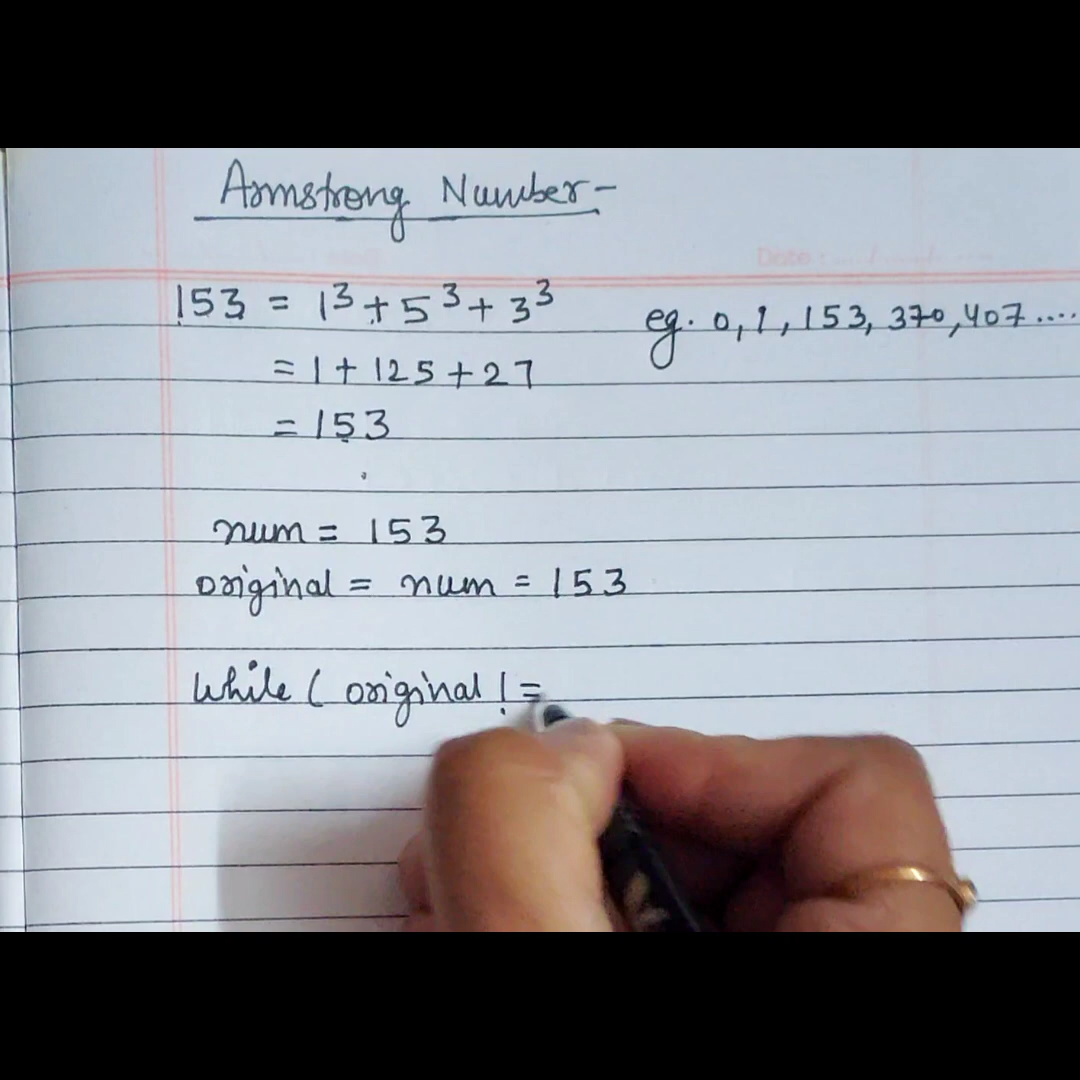 Armstrong Number-
Date : ..... / ..... / .....
153 = 1³ + 5³ + 3³
eg. 0, 1, 153, 370, 407 ....
= 1 + 125 + 27
= 153
num = 153
original = num = 153
While ( original !=